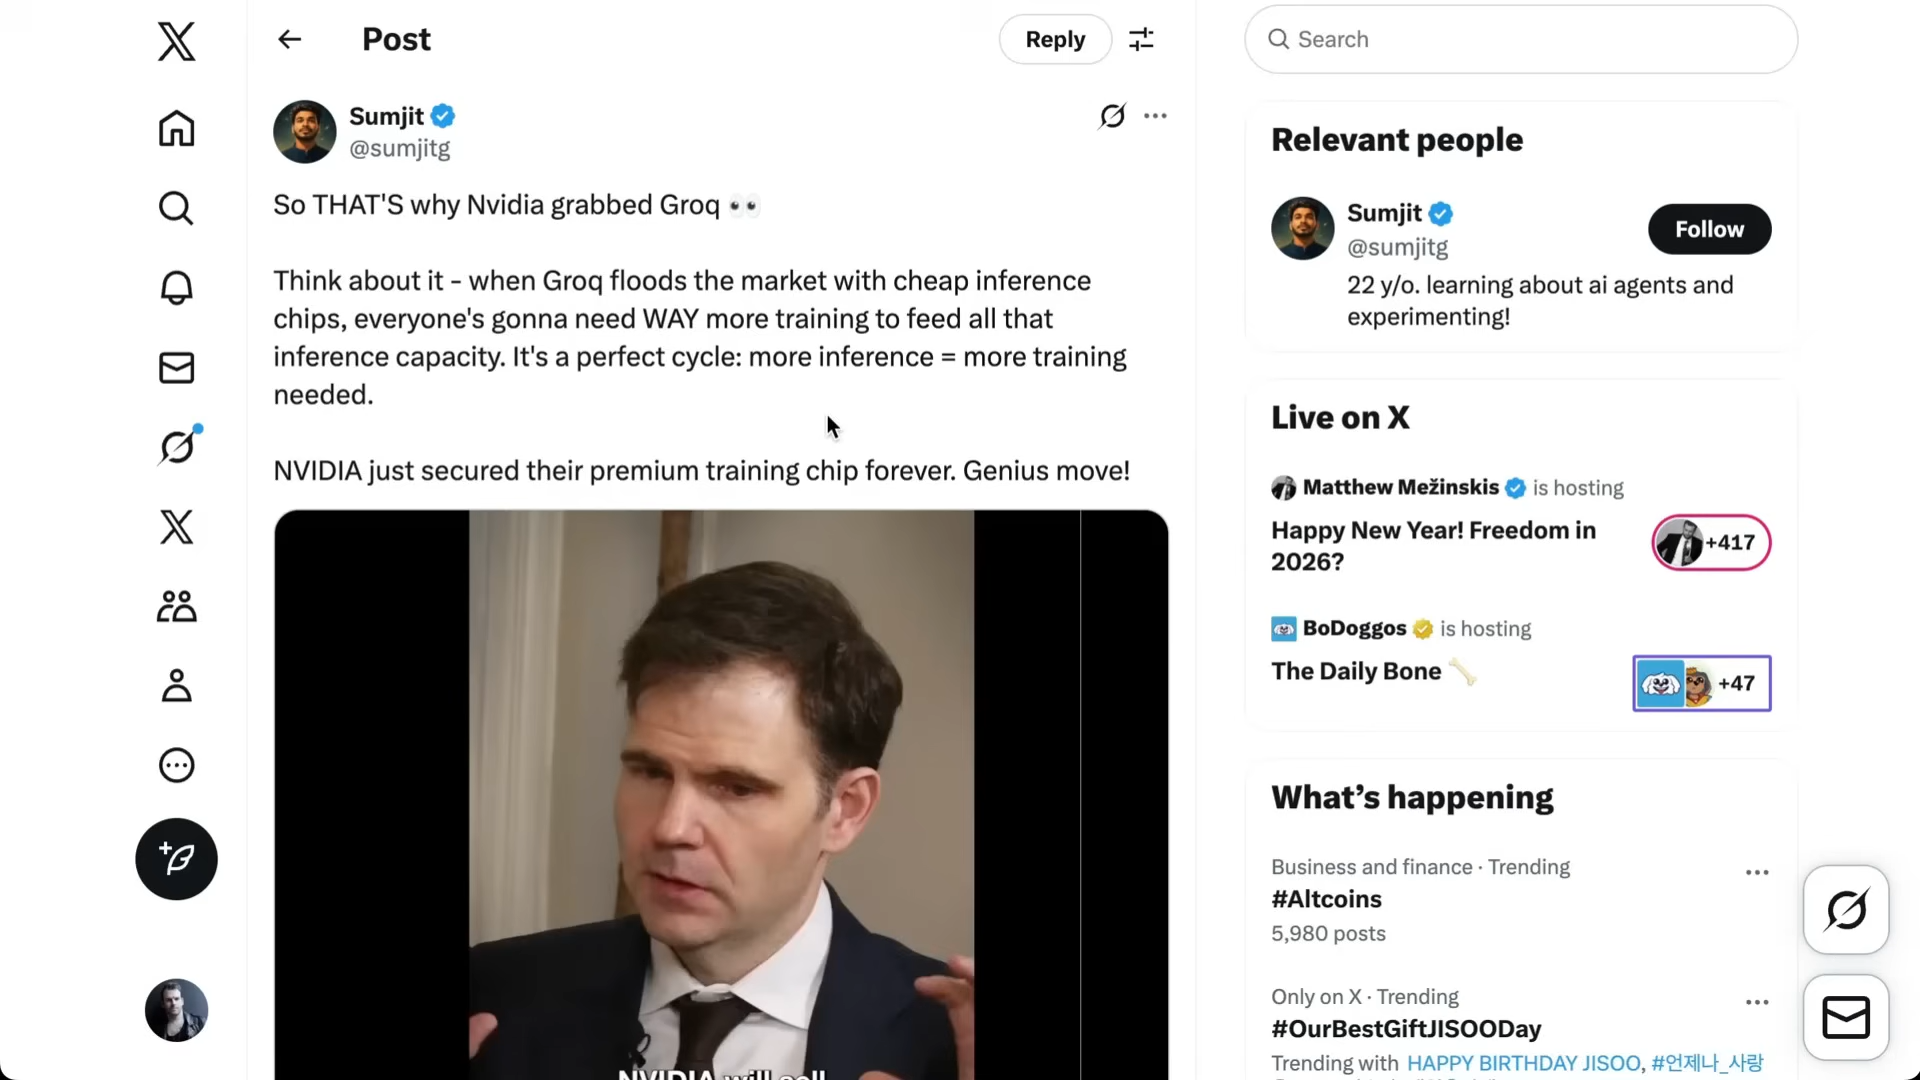 Post
Reply
Sumjit
@sumjitg
So THAT'S why Nvidia grabbed Groq 👀
Think about it - when Groq floods the market with cheap inference
chips, everyone's gonna need WAY more training to feed all that
inference capacity. It's a perfect cycle: more inference = more training
needed.
NVIDIA just secured their premium training chip forever. Genius move!
NVIDIA will sell
Search
Relevant people
Sumjit
@sumjitg
Follow
22 y/o. learning about ai agents and
experimenting!
Live on X
Matthew Mežinskis is hosting
Happy New Year! Freedom in
2026?
+417
BoDoggos is hosting
The Daily Bone 🦴
+47
What's happening
Business and finance · Trending
#Altcoins
5,980 posts
Only on X · Trending
#OurBestGiftJISOODay
Trending with HAPPY BIRTHDAY JISOO, #언제나_사랑